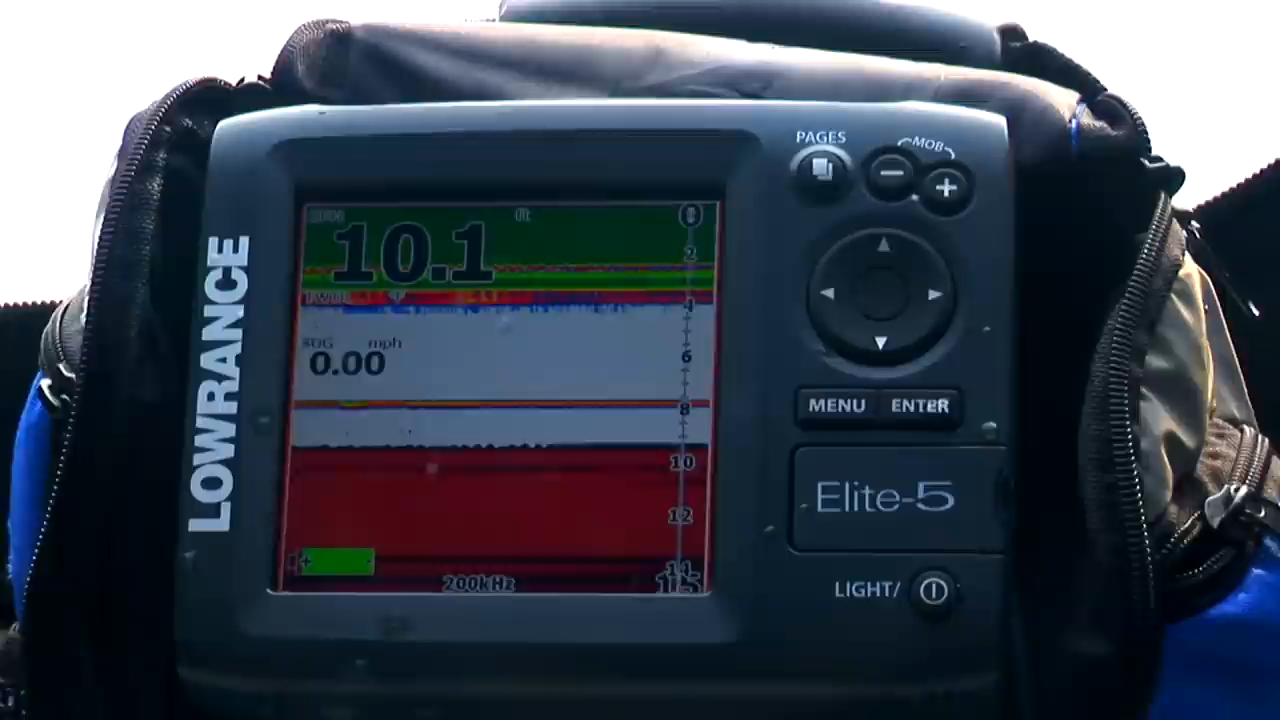 PAGES
MOB
LOWRANCE
ft
10.1
0
2
4
SOG mph
0.00
6
8
10
12
14
15
200kHz
MENU ENTER
Elite-5
LIGHT/